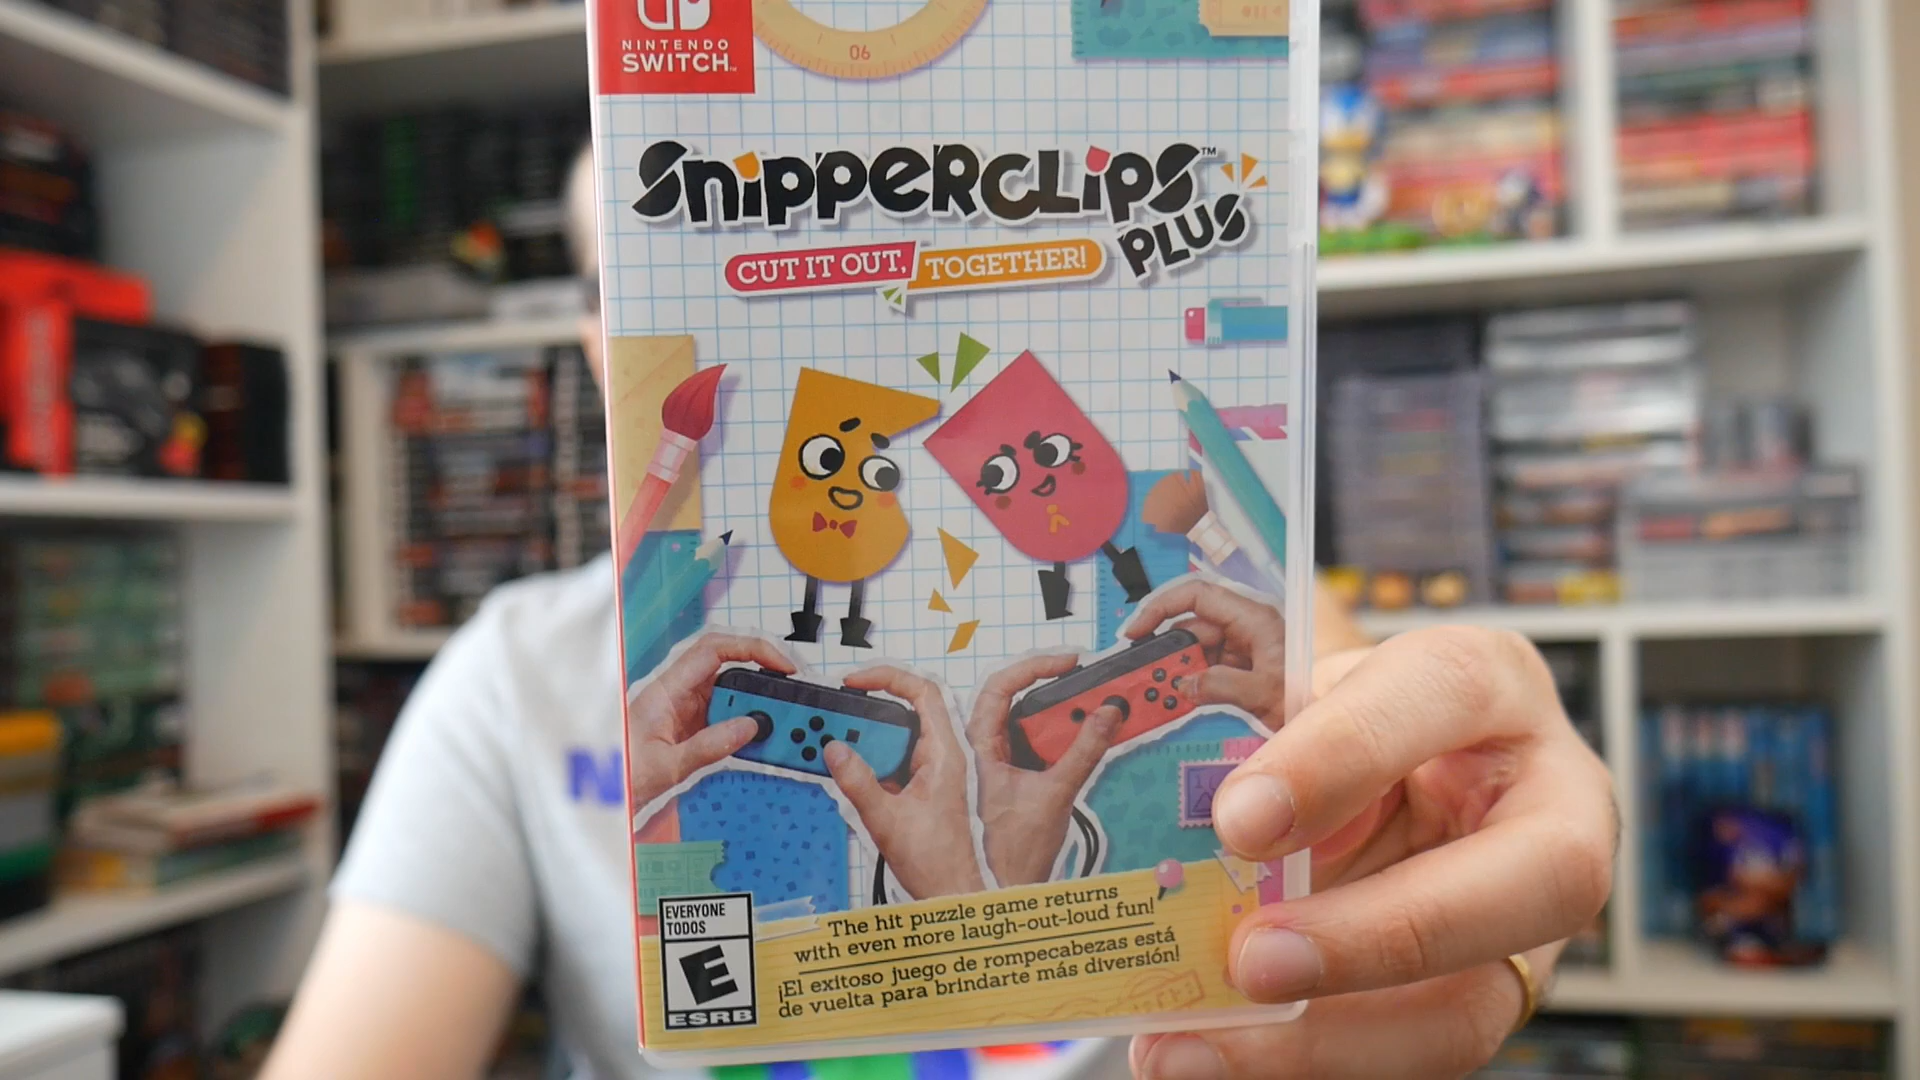 NINTENDO
SWITCH™
06
SNIPPERCLIPS™
PLUS
CUT IT OUT, TOGETHER!
EVERYONE
TODOS
E
ESRB
The hit puzzle game returns
with even more laugh-out-loud fun!
¡El exitoso juego de rompecabezas está
de vuelta para brindarte más diversión!